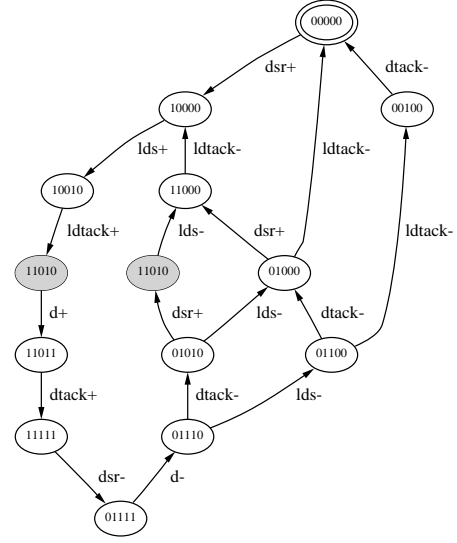 00000
dsr+
dtack-
10000
00100
lds+
ldtack-
ldtack-
10010
11000
ldtack+
lds-
dsr+
ldtack-
11010
11010
01000
d+
dsr+
lds-
dtack-
11011
01010
01100
dtack+
dtack-
lds-
11111
01110
dsr-
d-
01111